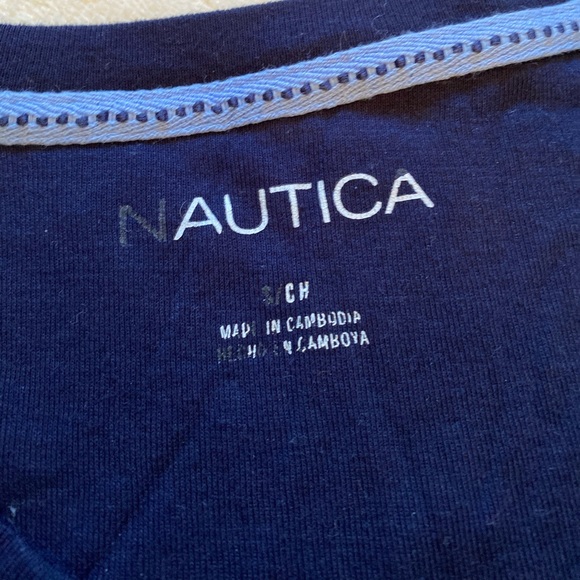 NAUTICA
S/CH
MADE IN CAMBODIA
HECHO EN CAMBOYA